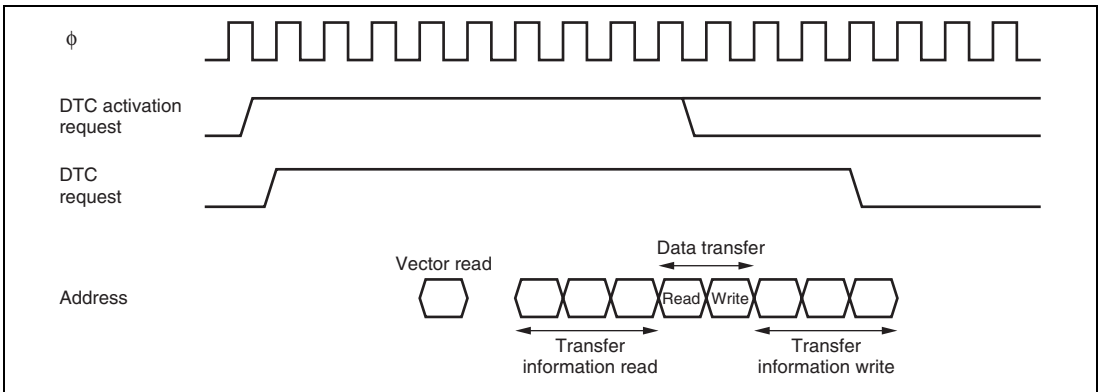 ϕ
DTC activation
request
DTC
request
Data transfer
Vector read
Address
Read
Write
Transfer
information read
Transfer
information write